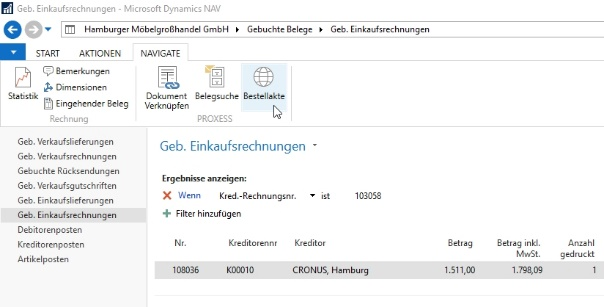 Geb. Einkaufsrechnungen - Microsoft Dynamics NAV
Hamburger Möbelgroßhandel GmbH Gebuchte Belege Geb. Einkaufsrechnungen
START AKTIONEN NAVIGATE
Statistik
Bemerkungen
Dimensionen
Eingehender Beleg
Rechnung
Dokument
Verknüpfen
Belegsuche
Bestellakte
PROXESS
Geb. Verkaufslieferungen
Geb. Verkaufsrechnungen
Gebuchte Rücksendungen
Geb. Verkaufsgutschriften
Geb. Einkaufslieferungen
Geb. Einkaufsrechnungen
Debitorenposten
Kreditorenposten
Artikelposten
Geb. Einkaufsrechnungen
Ergebnisse anzeigen:
Wenn Kred.-Rechnungsnr. ist 103058
Filter hinzufügen
Nr. Kreditorennr Kreditor Betrag Betrag inkl. Anzahl
MwSt. gedruckt
108036 K00010 CRONUS, Hamburg 1.511,00 1.798,09 1